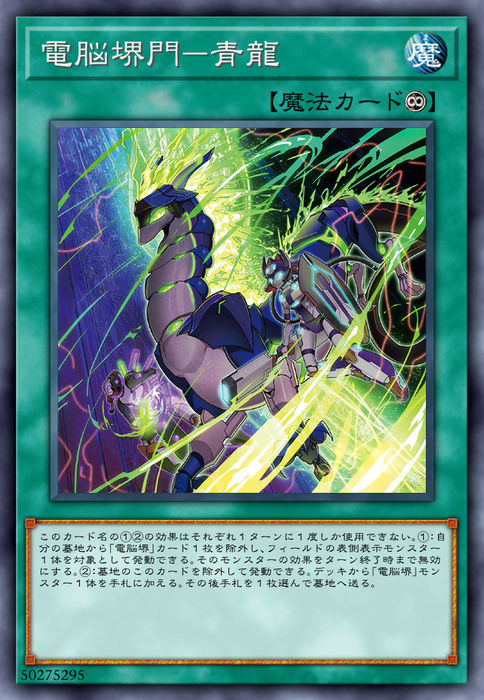 電脳堺門－青龍
魔
【魔法カード】
このカード名の①②の効果はそれぞれ１ターンに１度しか使用できない。①：自
分の墓地から「電脳堺」カード１枚を除外し、フィールドの表側表示モンスター
１体を対象として発動できる。そのモンスターの効果をターン終了時まで無効
にする。②：墓地のこのカードを除外して発動できる。デッキから「電脳堺」モン
スター１体を手札に加える。その後手札を１枚選んで墓地へ送る。
50275295